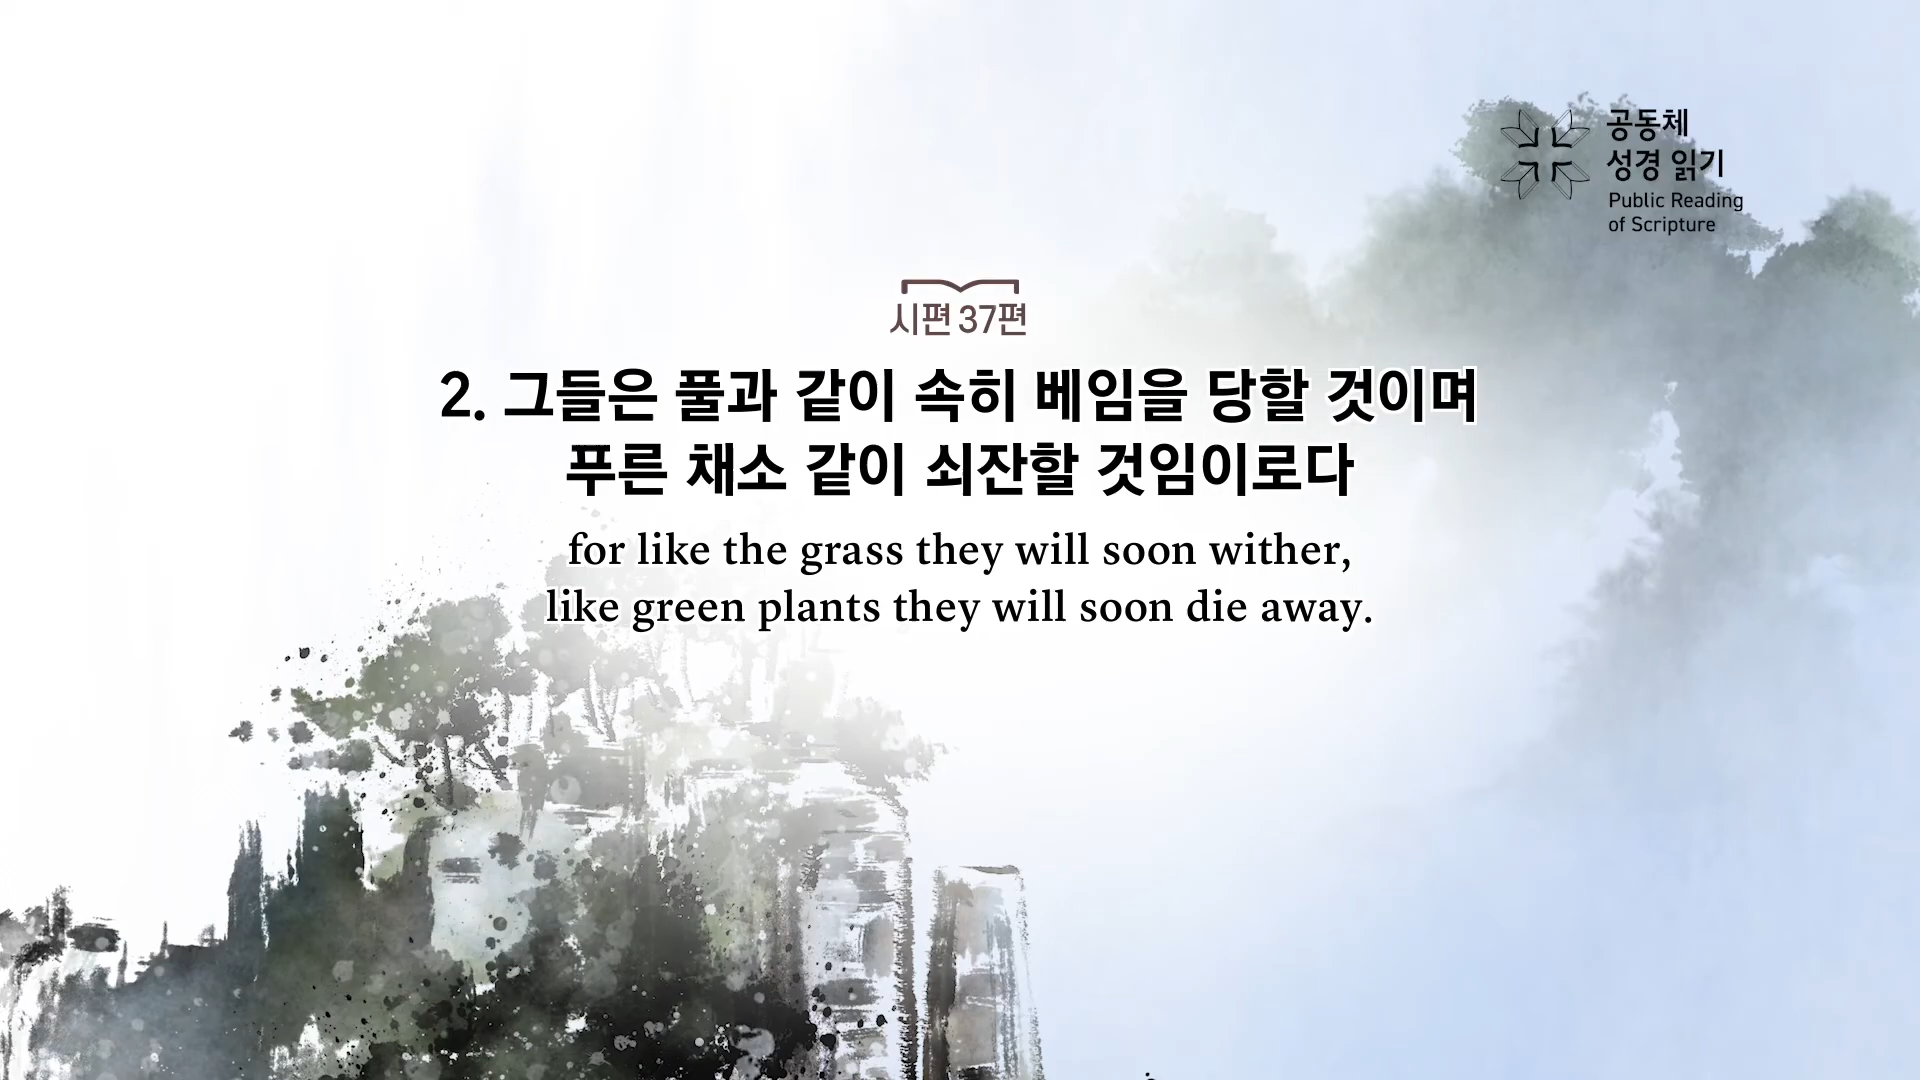 공동체
성경 읽기
Public Reading
of Scripture
시편 37편
2. 그들은 풀과 같이 속히 베임을 당할 것이며
푸른 채소 같이 쇠잔할 것임이로다
for like the grass they will soon wither,
like green plants they will soon die away.